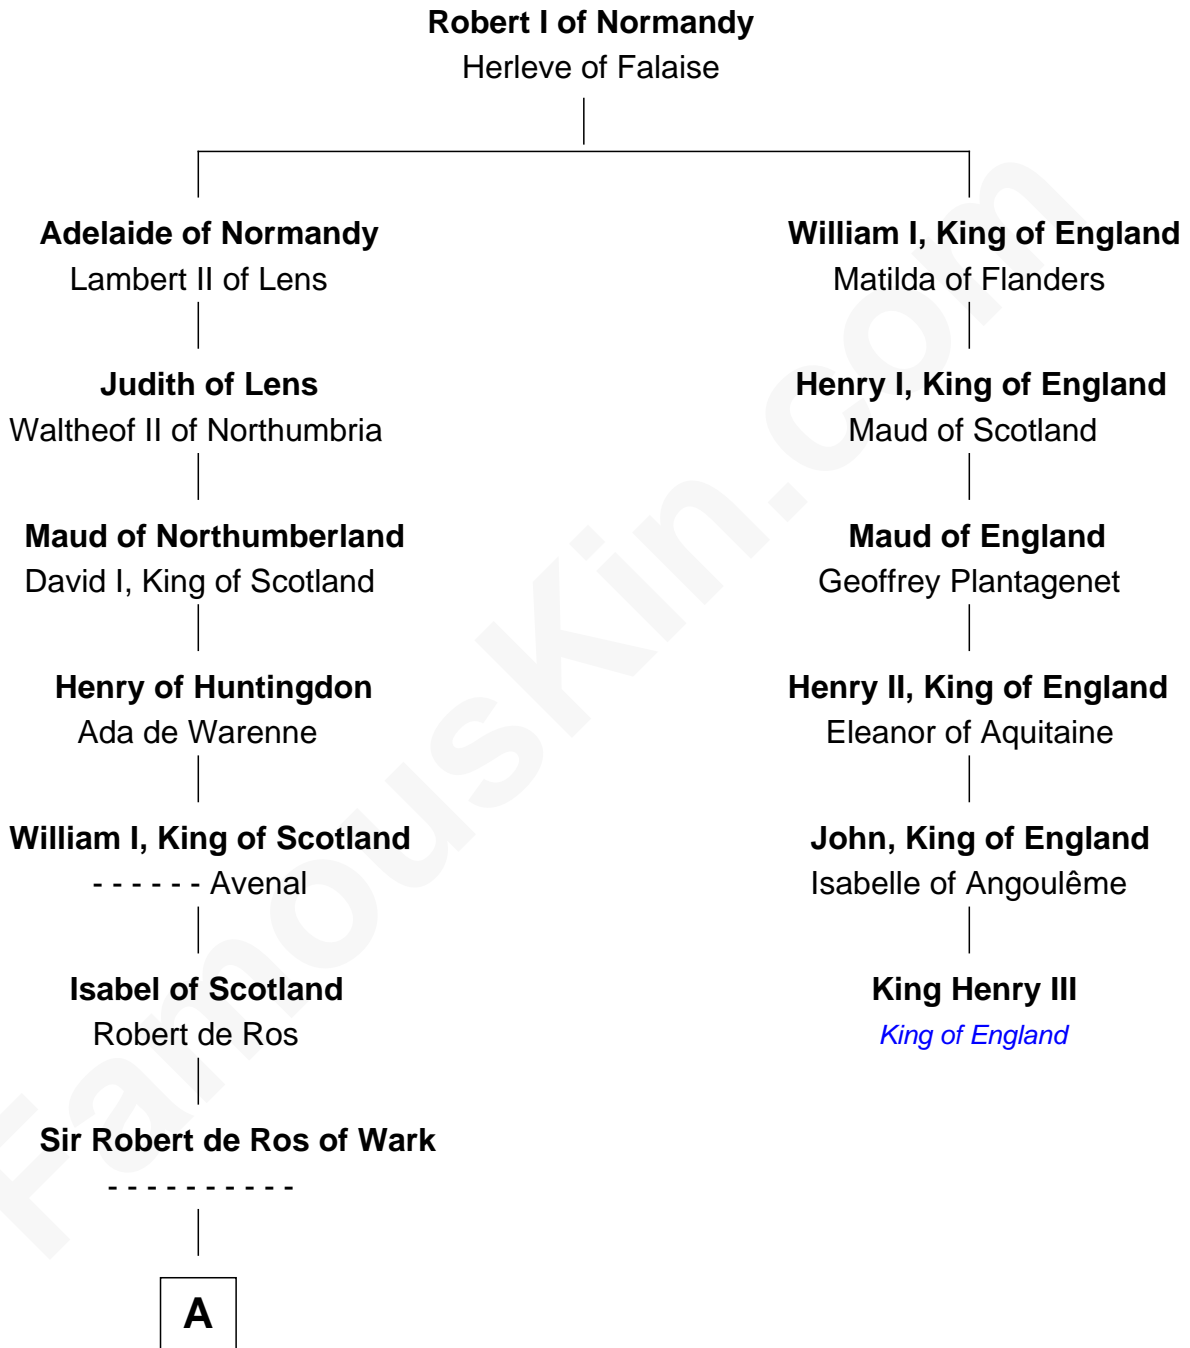 Robert I of Normandy
Herleve of Falaise
Adelaide of Normandy
Lambert II of Lens
William I, King of England
Matilda of Flanders
Judith of Lens
Waltheof II of Northumbria
Henry I, King of England
Maud of Scotland
Maud of Northumberland
David I, King of Scotland
Maud of England
Geoffrey Plantagenet
Henry of Huntingdon
Ada de Warenne
Henry II, King of England
Eleanor of Aquitaine
William I, King of Scotland
- - - - - - Avenal
John, King of England
Isabelle of Angoulême
Isabel of Scotland
Robert de Ros
King Henry III
King of England
Sir Robert de Ros of Wark
- - - - - - - - - -
A
FamousKin.com